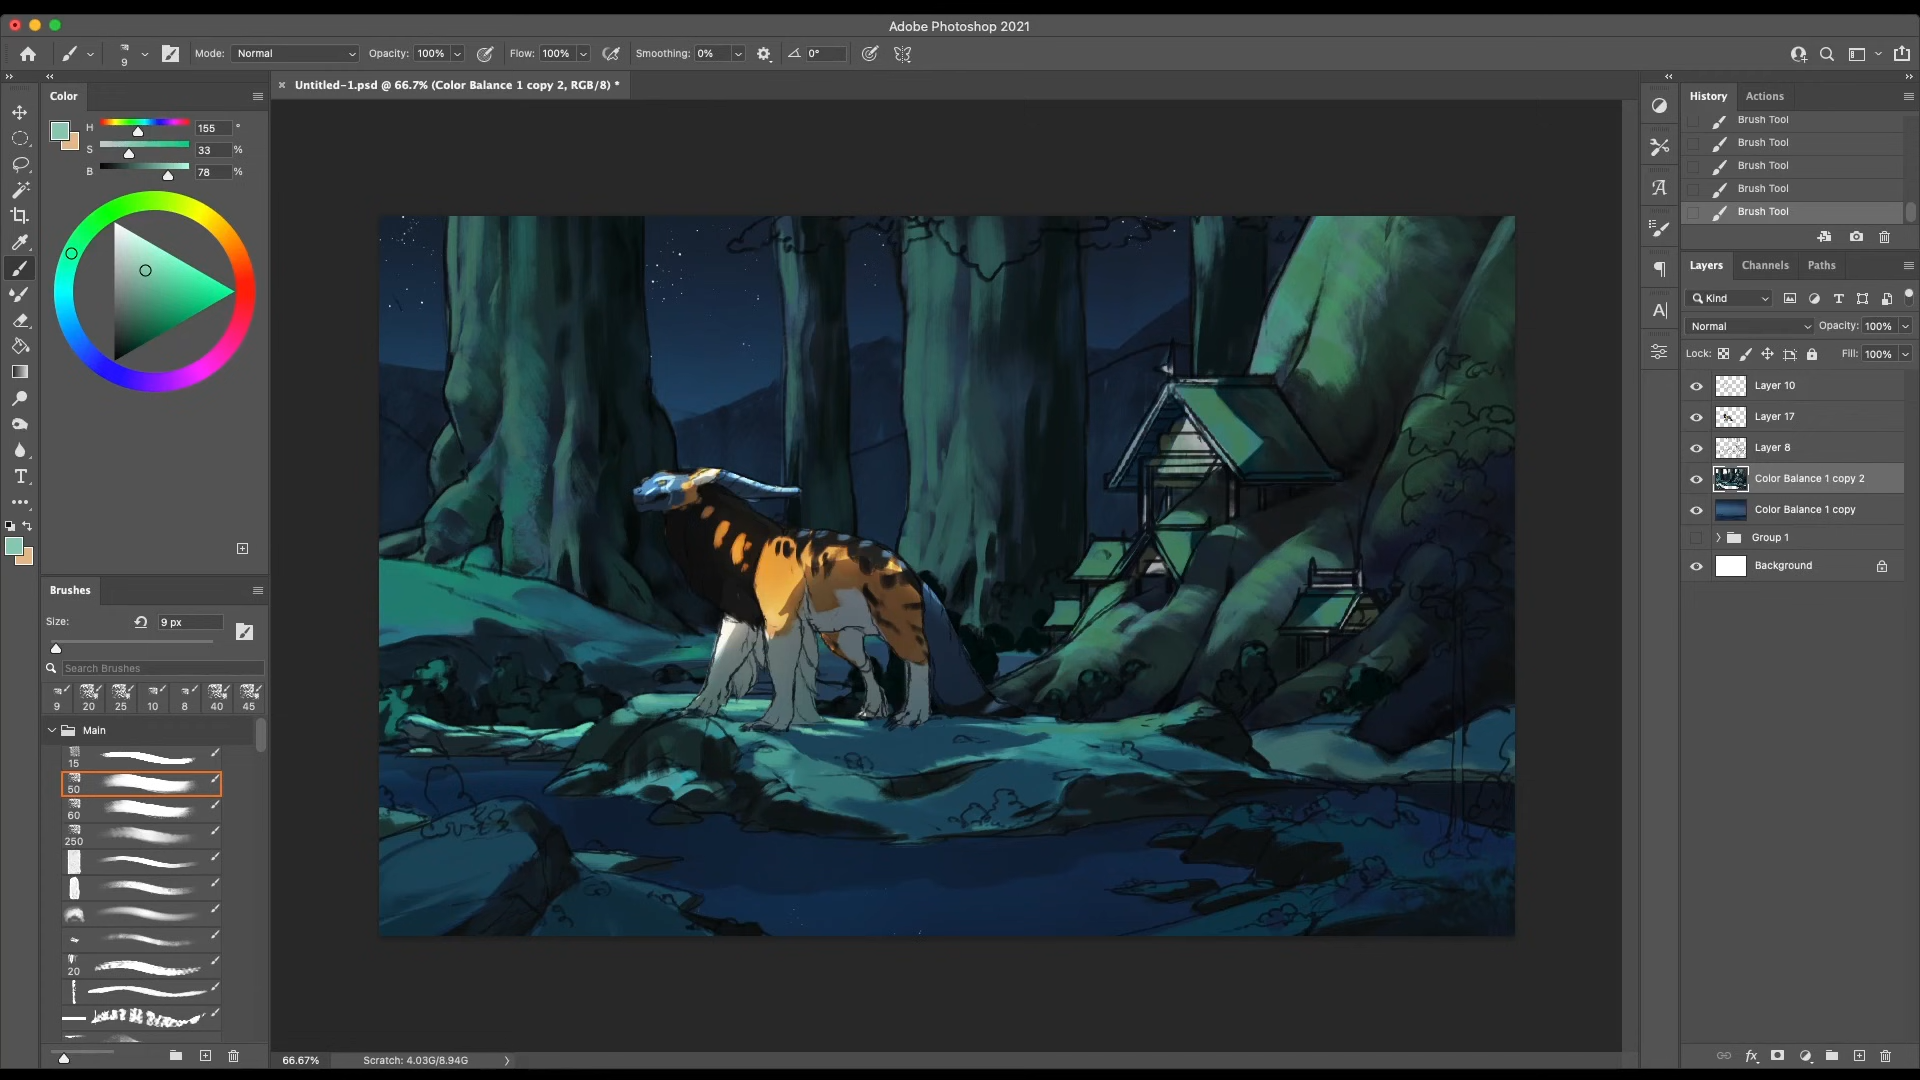 Adobe Photoshop 2021
9
Mode: Normal
Opacity: 100%
Flow: 100%
Smoothing: 0%
0°
Untitled-1.psd @ 66.7% (Color Balance 1 copy 2, RGB/8) *
Color
H 155 °
S 33 %
B 78 %
Brushes
Size: 9 px
Search Brushes
9 20 25 10 8 40 45
Main
15
50
60
250
20
66.67% Scratch: 4.03G/8.94G
History Actions
Brush Tool
Brush Tool
Brush Tool
Brush Tool
Brush Tool
Layers Channels Paths
Kind
Normal Opacity: 100%
Lock: Fill: 100%
Layer 10
Layer 17
Layer 8
Color Balance 1 copy 2
Color Balance 1 copy
Group 1
Background